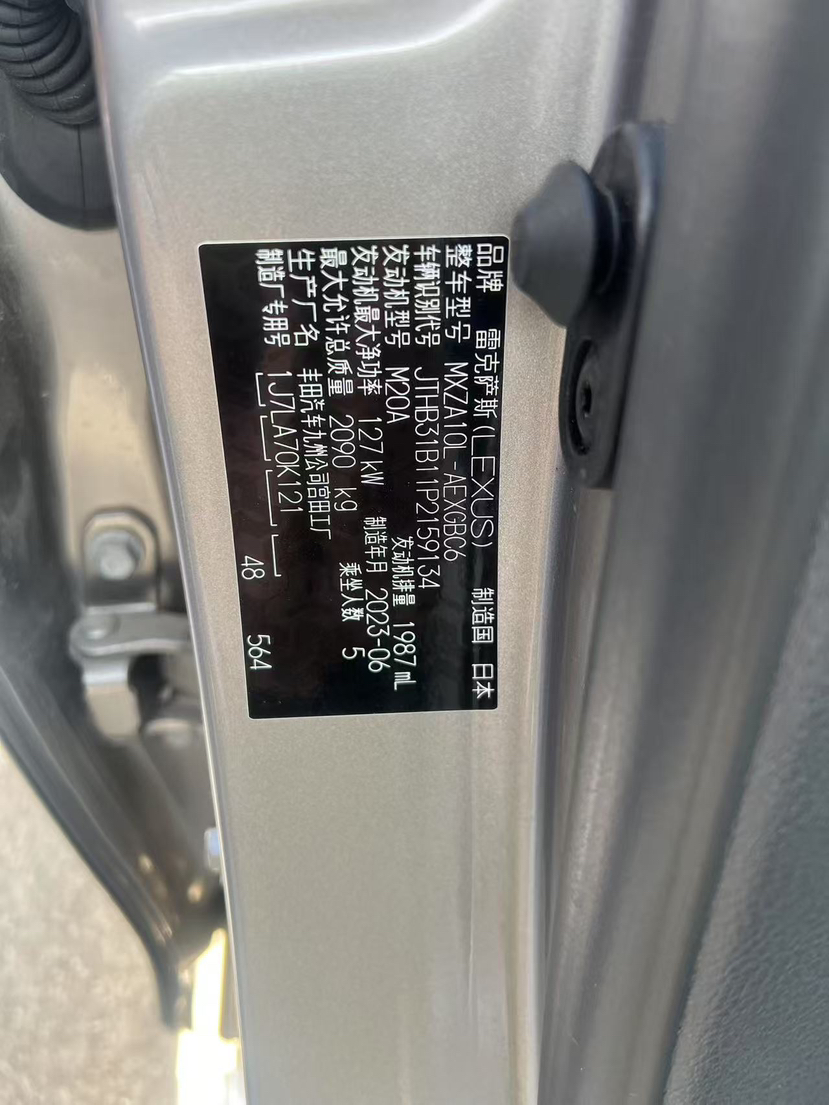 品牌 雷克萨斯(LEXUS) 制造国 日本
整车型号 MXZA10L-AEXGBC6
车辆识别代号 JTHB31B11P2159134
发动机型号 M20A 发动机排量 1987 mL
发动机最大净功率 127 kW 制造年月 2023-06
最大允许总质量 2090 kg 乘坐人数 5
生产厂名 丰田汽车九州公司宫田工厂
制造厂专用号 1J7LA70K121 48 564